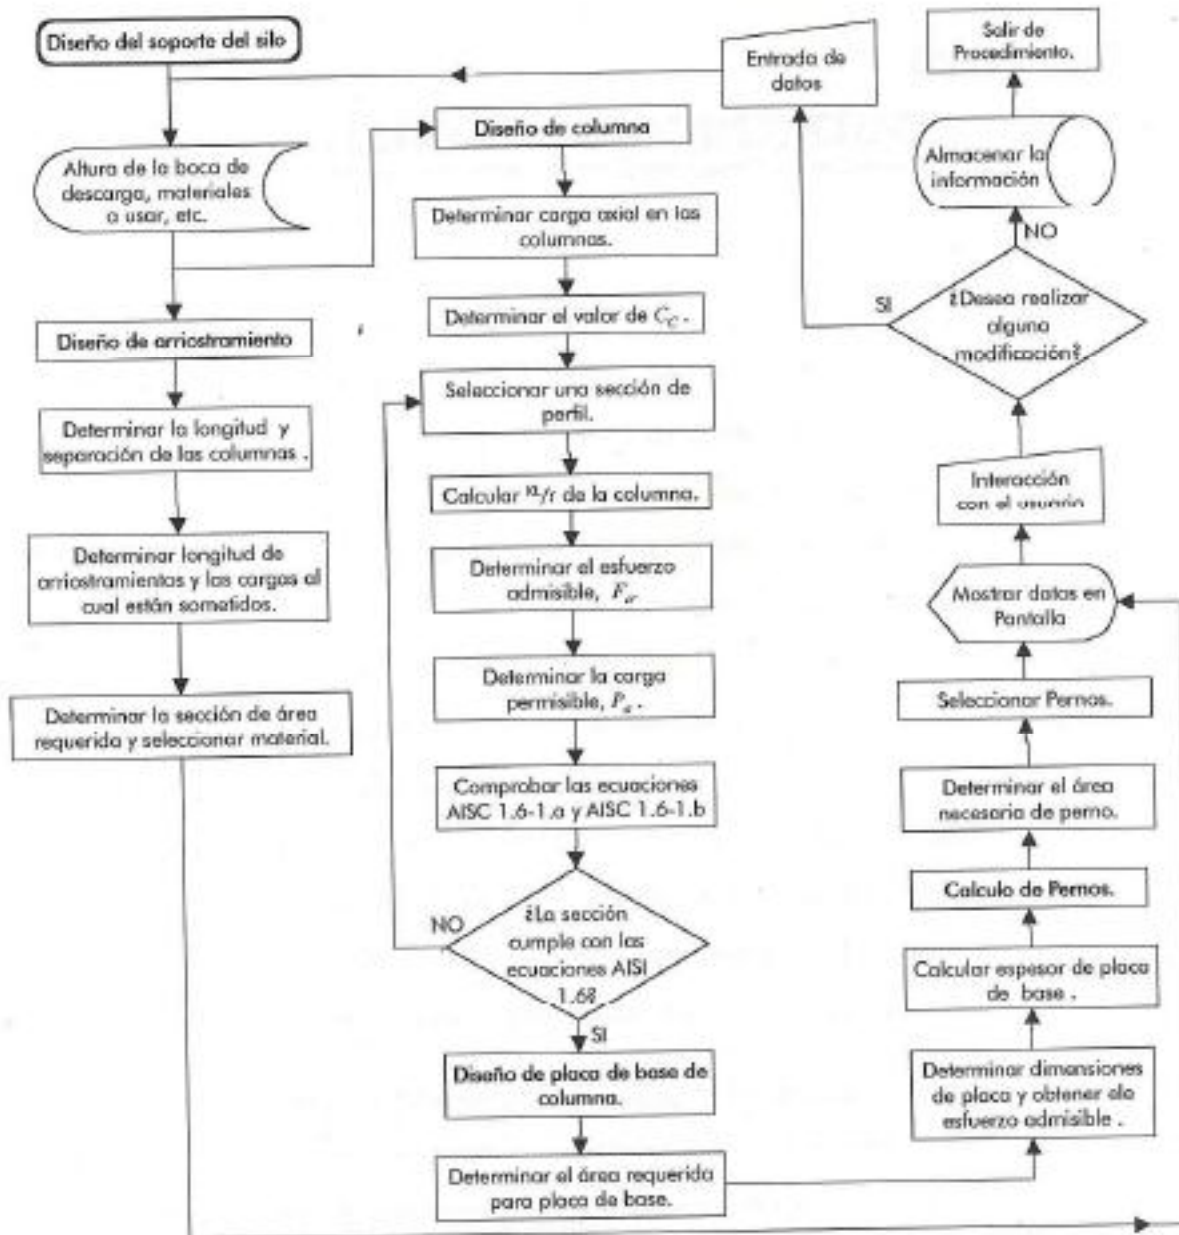 Diseño del soporte del silo
Altura de la boca de
descarga, materiales
a usar, etc.
Diseño de arriostramiento
Determinar la longitud y
separación de las columnas .
Determinar longitud de
arriostramientos y las cargas al
cual están sometidos.
Determinar la sección de área
requerida y seleccionar material.
Diseño de columna
Determinar carga axial en las
columnas.
Determinar el valor de C_C .
Seleccionar una sección de
perfil.
Calcular KL/r de la columna.
Determinar el esfuerzo
admisible, F_a
Determinar la carga
permisible, P_a .
Comprobar las ecuaciones
AISC 1.6-1.a y AISC 1.6-1.b
¿La sección
cumple con las
ecuaciones AISI
1.6?
NO
SI
Diseño de placa de base de
columna.
Determinar el área requerida
para placa de base.
Determinar dimensiones
de placa y obtener ele
esfuerzo admisible .
Calcular espesor de placa
de base .
Calculo de Pernos.
Determinar el área
necesaria de perno.
Seleccionar Pernos.
Mostrar datos en
Pantalla
Interacción
con el usuario
¿Desea realizar
alguna
modificación?
SI
NO
Entrada de
datos
Almacenar la
información
Salir de
Procedimiento.